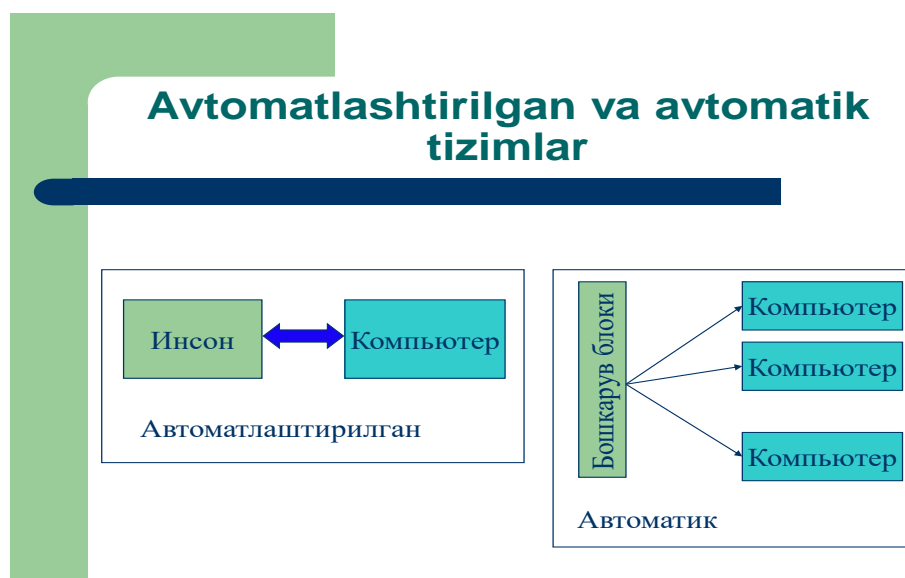 Avtomatlashtirilgan va avtomatik
tizimlar
Инсон
Компьютер
Автоматлаштирилган
Бошкарув блоки
Компьютер
Компьютер
Компьютер
Автоматик